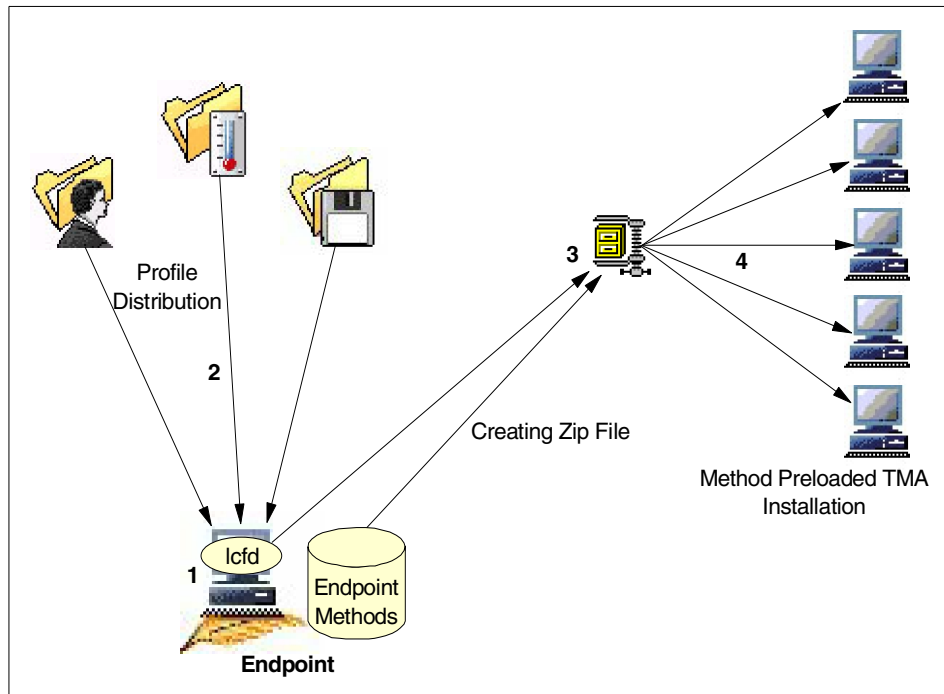 Profile
Distribution
2
3
4
Creating Zip File
Method Preloaded TMA
Installation
1
lcfd
Endpoint
Methods
Endpoint